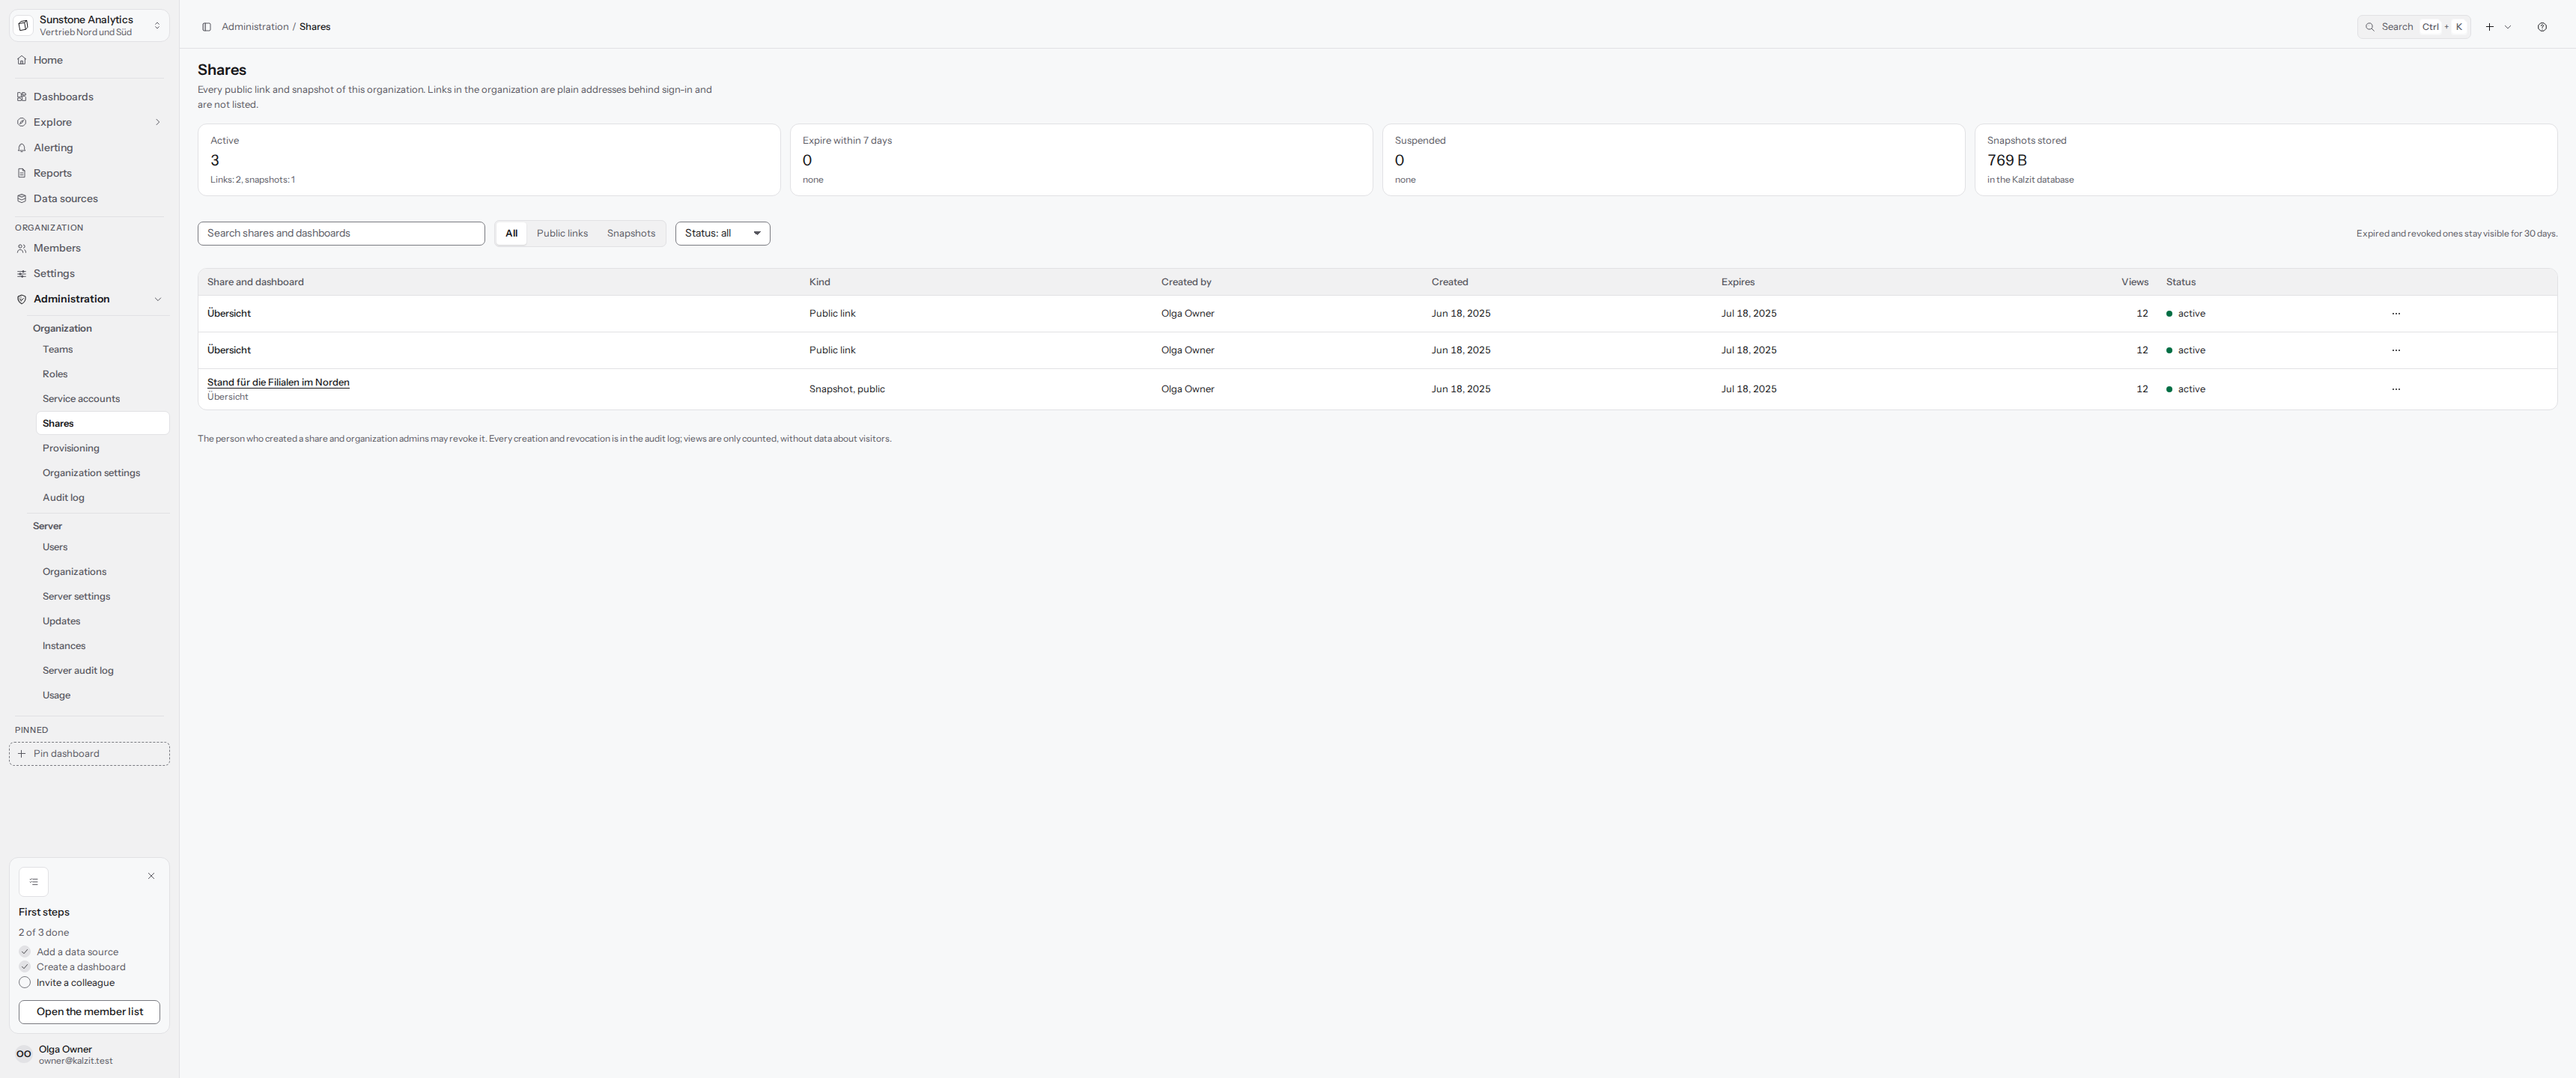 Sunstone Analytics
Vertrieb Nord und Süd
Home
Dashboards
Explore
Alerting
Reports
Data sources
ORGANIZATION
Members
Settings
Administration
Organization
Teams
Roles
Service accounts
Shares
Provisioning
Organization settings
Audit log
Server
Users
Organizations
Server settings
Updates
Instances
Server audit log
Usage
PINNED
Pin dashboard
First steps
2 of 3 done
Add a data source
Create a dashboard
Invite a colleague
Open the member list
OO
Olga Owner
owner@kalzit.test
Administration / Shares
Search Ctrl + K
Shares
Every public link and snapshot of this organization. Links in the organization are plain addresses behind sign-in and
are not listed.
Active
3
Links: 2, snapshots: 1
Expire within 7 days
0
none
Suspended
0
none
Snapshots stored
769 B
in the Kalzit database
Search shares and dashboards
All Public links Snapshots
Status: all
Expired and revoked ones stay visible for 30 days.
Share and dashboard Kind Created by Created Expires Views Status
Übersicht Public link Olga Owner Jun 18, 2025 Jul 18, 2025 12 active
Übersicht Public link Olga Owner Jun 18, 2025 Jul 18, 2025 12 active
Stand für die Filialen im Norden
Übersicht
Snapshot, public Olga Owner Jun 18, 2025 Jul 18, 2025 12 active
The person who created a share and organization admins may revoke it. Every creation and revocation is in the audit log; views are only counted, without data about visitors.